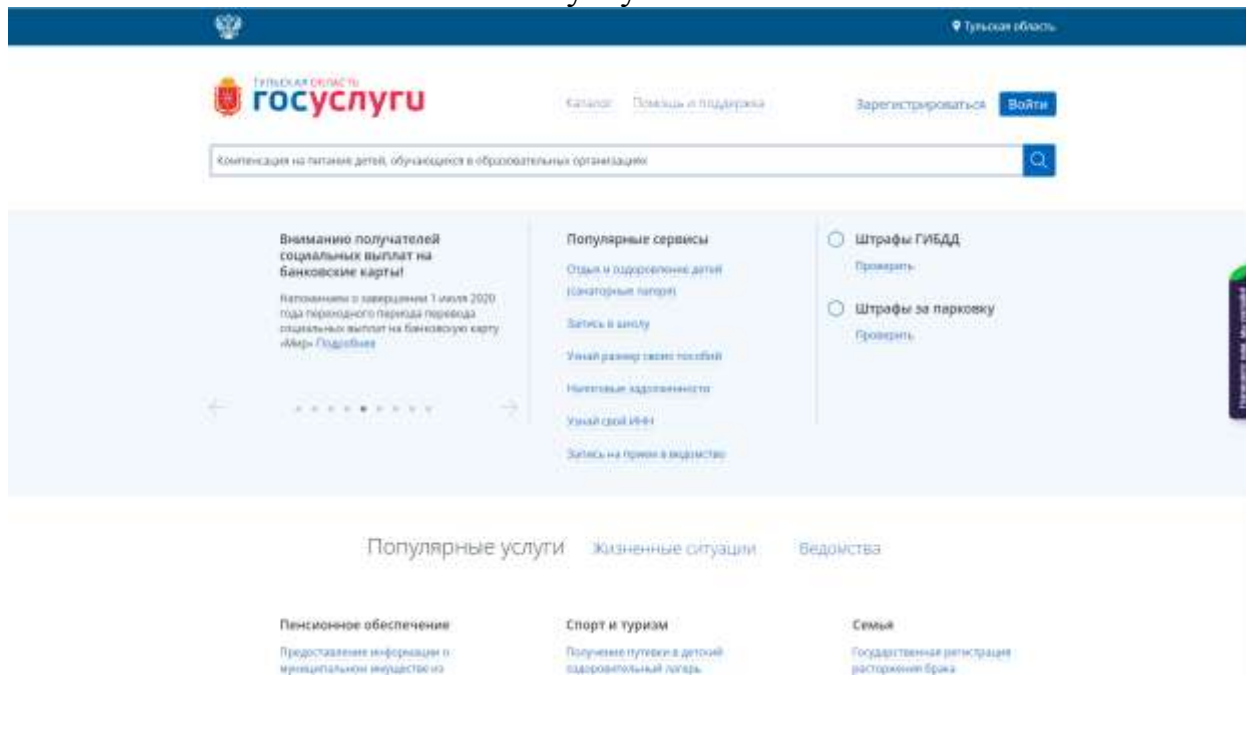 Тульская область
ТУЛЬСКАЯ ОБЛАСТЬ
госуслуги
Каталог Помощь и поддержка
Зарегистрироваться Войти
Компенсация на питание детей, обучающихся в образовательных организациях
Вниманию получателей
социальных выплат на
банковские карты!
Напоминаем о завершении 1 июля 2020
года переходного периода перевода
социальных выплат на банковскую карту
«Мир» Подробнее
Популярные сервисы
Отдых и оздоровление детей
(санаторные лагеря)
Запись в школу
Узнай размер своих пособий
Налоговые задолженности
Узнай свой ИНН
Запись на прием в ведомство
Штрафы ГИБДД
Проверить
Штрафы за парковку
Проверить
Популярные услуги Жизненные ситуации Ведомства
Пенсионное обеспечение
Предоставление информации о
муниципальном имуществе из
Спорт и туризм
Получение путевки в детский
оздоровительный лагерь
Семья
Государственная регистрация
расторжения брака